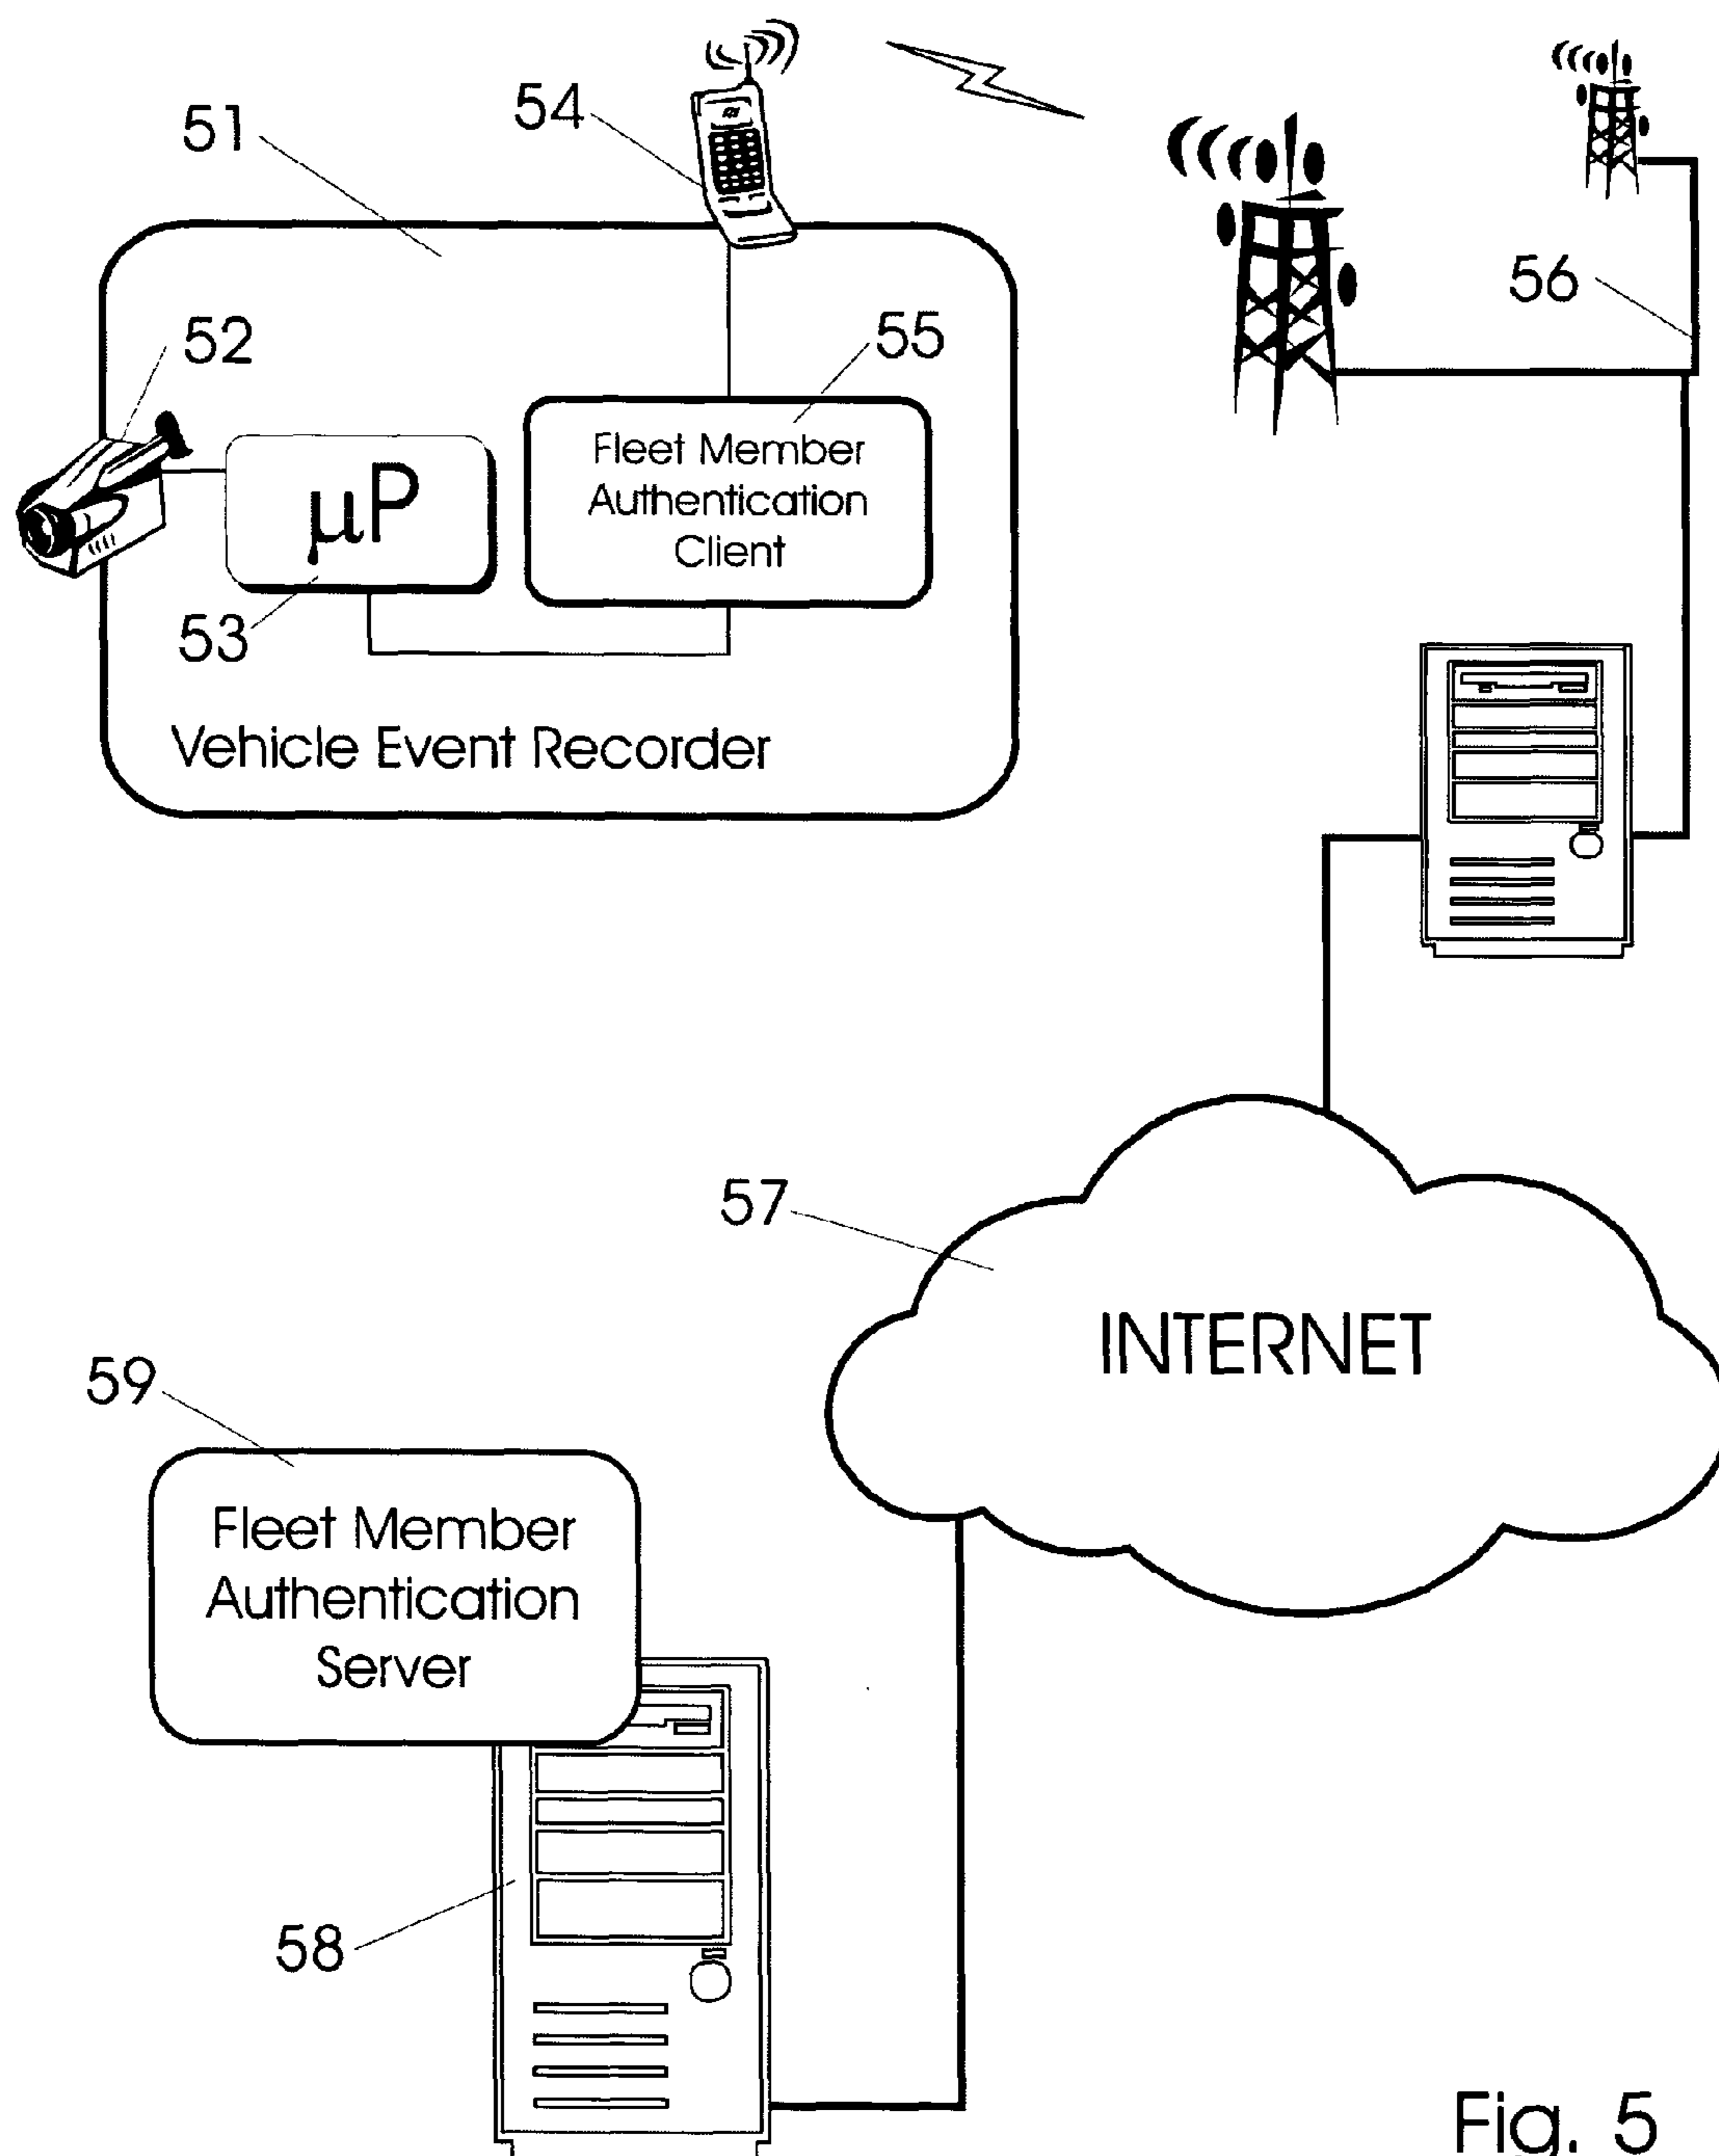 54
51
56
52
55
Fleet Member
Authentication
Client
µP
53
Vehicle Event Recorder
57
INTERNET
59
Fleet Member
Authentication
Server
58
Fig. 5